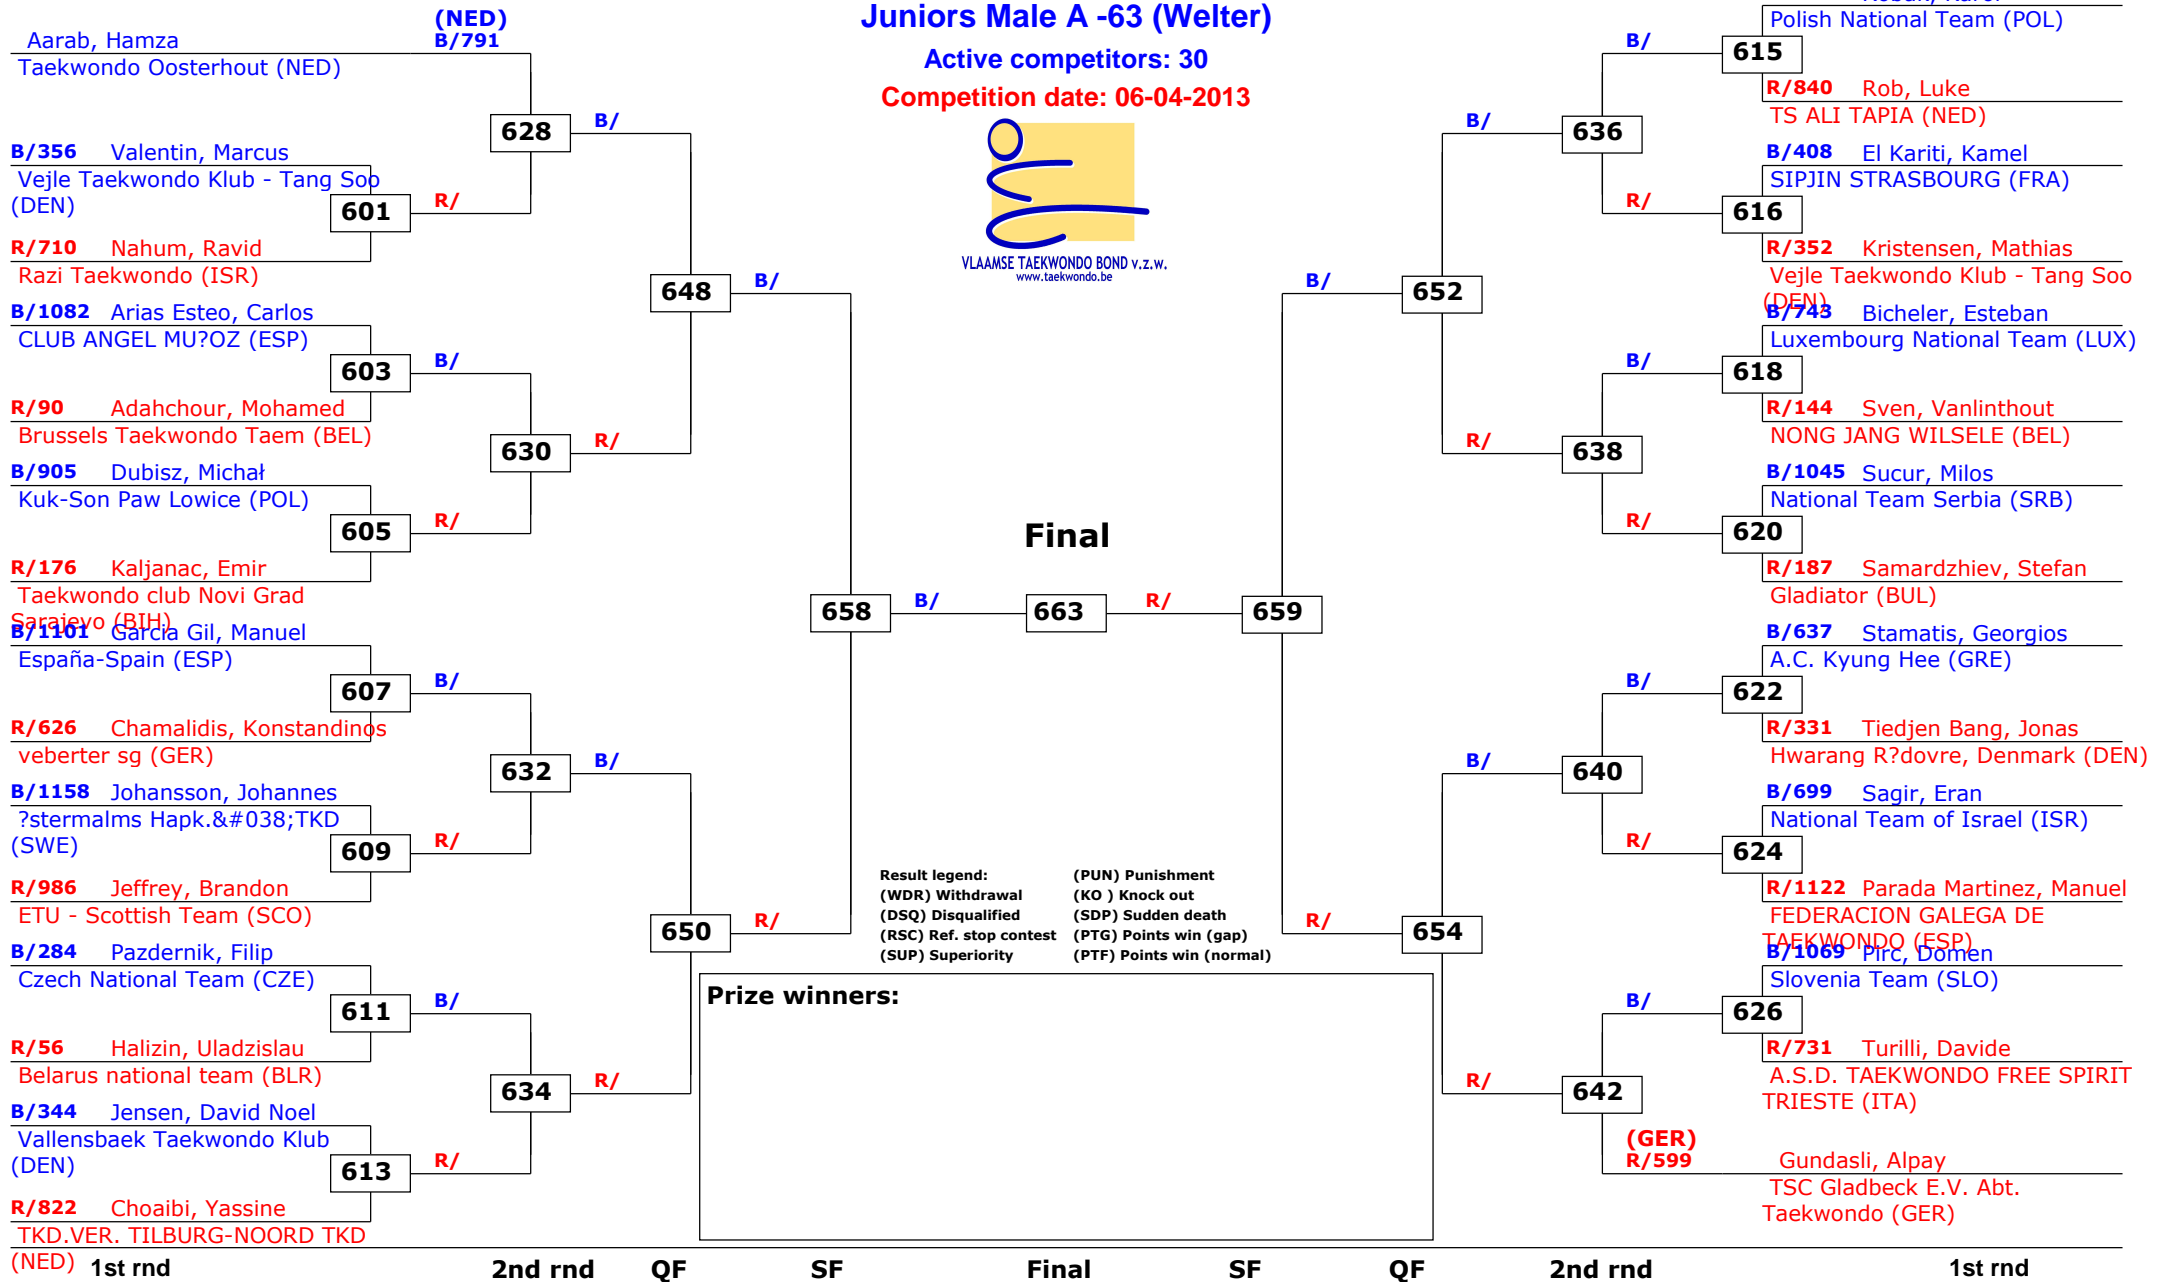 Juniors Male A -63 (Welter)
Active competitors: 30
Competition date: 06-04-2013
VLAAMSE TAEKWONDO BOND v.z.w.
www.taekwondo.be
(NED)
B/791
Aarab, Hamza
Taekwondo Oosterhout (NED)
628
B/
B/356 Valentin, Marcus
Vejle Taekwondo Klub - Tang Soo
(DEN)
601
R/
R/710 Nahum, Ravid
Razi Taekwondo (ISR)
648
B/
B/1082 Arias Esteo, Carlos
CLUB ANGEL MU?OZ (ESP)
603
B/
R/90 Adahchour, Mohamed
Brussels Taekwondo Taem (BEL)
630
R/
B/905 Dubisz, Michał
Kuk-Son Paw Lowice (POL)
605
R/
R/176 Kaljanac, Emir
Taekwondo club Novi Grad
Sarajevo (BIH)
658
B/
B/1101 Garcia Gil, Manuel
España-Spain (ESP)
607
B/
R/626 Chamalidis, Konstandinos
veberter sg (GER)
632
B/
B/1158 Johansson, Johannes
?stermalms Hapk.&#038;TKD
(SWE)
609
R/
R/986 Jeffrey, Brandon
ETU - Scottish Team (SCO)
650
R/
B/284 Pazdernik, Filip
Czech National Team (CZE)
611
B/
R/56 Halizin, Uladzislau
Belarus national team (BLR)
634
R/
B/344 Jensen, David Noel
Vallensbaek Taekwondo Klub
(DEN)
613
R/
R/822 Choaibi, Yassine
TKD.VER. TILBURG-NOORD TKD
(NED)
Final
663
R/
659
Result legend:
(WDR) Withdrawal
(DSQ) Disqualified
(RSC) Ref. stop contest
(SUP) Superiority
(PUN) Punishment
(KO ) Knock out
(SDP) Sudden death
(PTG) Points win (gap)
(PTF) Points win (normal)
Prize winners:
Polish National Team (POL)
B/
615
R/840 Rob, Luke
TS ALI TAPIA (NED)
B/
636
B/408 El Kariti, Kamel
SIPJIN STRASBOURG (FRA)
R/
616
R/352 Kristensen, Mathias
Vejle Taekwondo Klub - Tang Soo
(DEN)
B/
652
B/743 Bicheler, Esteban
Luxembourg National Team (LUX)
B/
618
R/144 Sven, Vanlinthout
NONG JANG WILSELE (BEL)
R/
638
B/1045 Sucur, Milos
National Team Serbia (SRB)
R/
620
R/187 Samardzhiev, Stefan
Gladiator (BUL)
B/637 Stamatis, Georgios
A.C. Kyung Hee (GRE)
B/
622
R/331 Tiedjen Bang, Jonas
Hwarang R?dovre, Denmark (DEN)
B/
640
B/699 Sagir, Eran
National Team of Israel (ISR)
R/
624
R/1122 Parada Martinez, Manuel
FEDERACION GALEGA DE
TAEKWONDO (ESP)
R/
654
B/1069 Pirc, Domen
Slovenia Team (SLO)
B/
626
R/731 Turilli, Davide
A.S.D. TAEKWONDO FREE SPIRIT
TRIESTE (ITA)
R/
642
(GER)
R/599
Gundasli, Alpay
TSC Gladbeck E.V. Abt.
Taekwondo (GER)
1st rnd 2nd rnd QF SF Final SF QF 2nd rnd 1st rnd